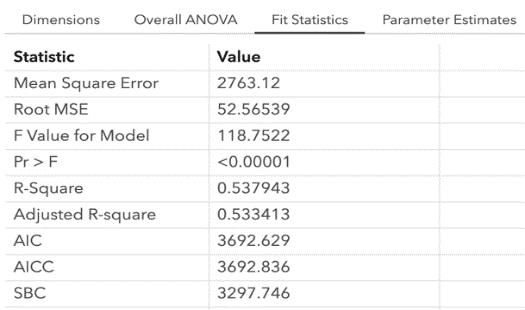 Dimensions Overall ANOVA Fit Statistics Parameter Estimates
Statistic Value
Mean Square Error 2763.12
Root MSE 52.56539
F Value for Model 118.7522
Pr > F <0.00001
R-Square 0.537943
Adjusted R-square 0.533413
AIC 3692.629
AICC 3692.836
SBC 3297.746